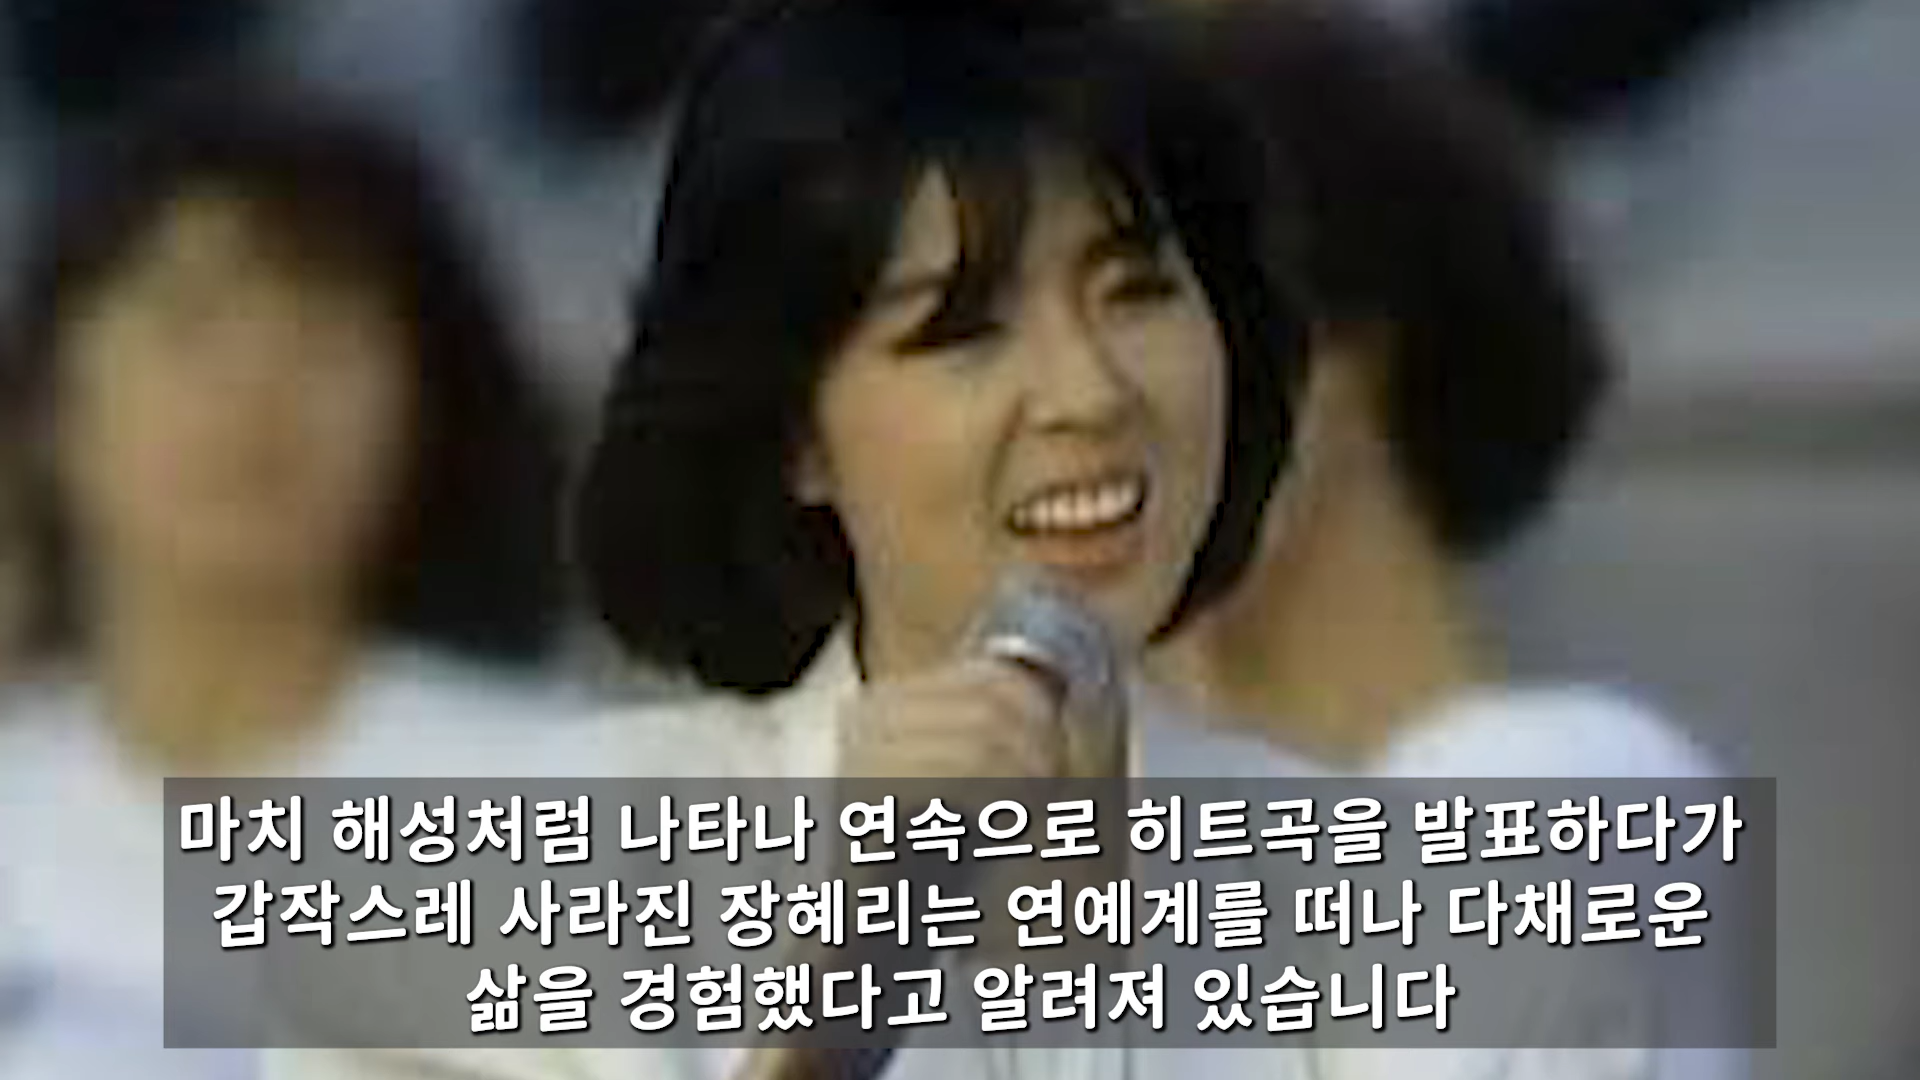 마치 해성처럼 나타나 연속으로 히트곡을 발표하다가
갑작스레 사라진 장혜리는 연예계를 떠나 다채로운
삶을 경험했다고 알려져 있습니다